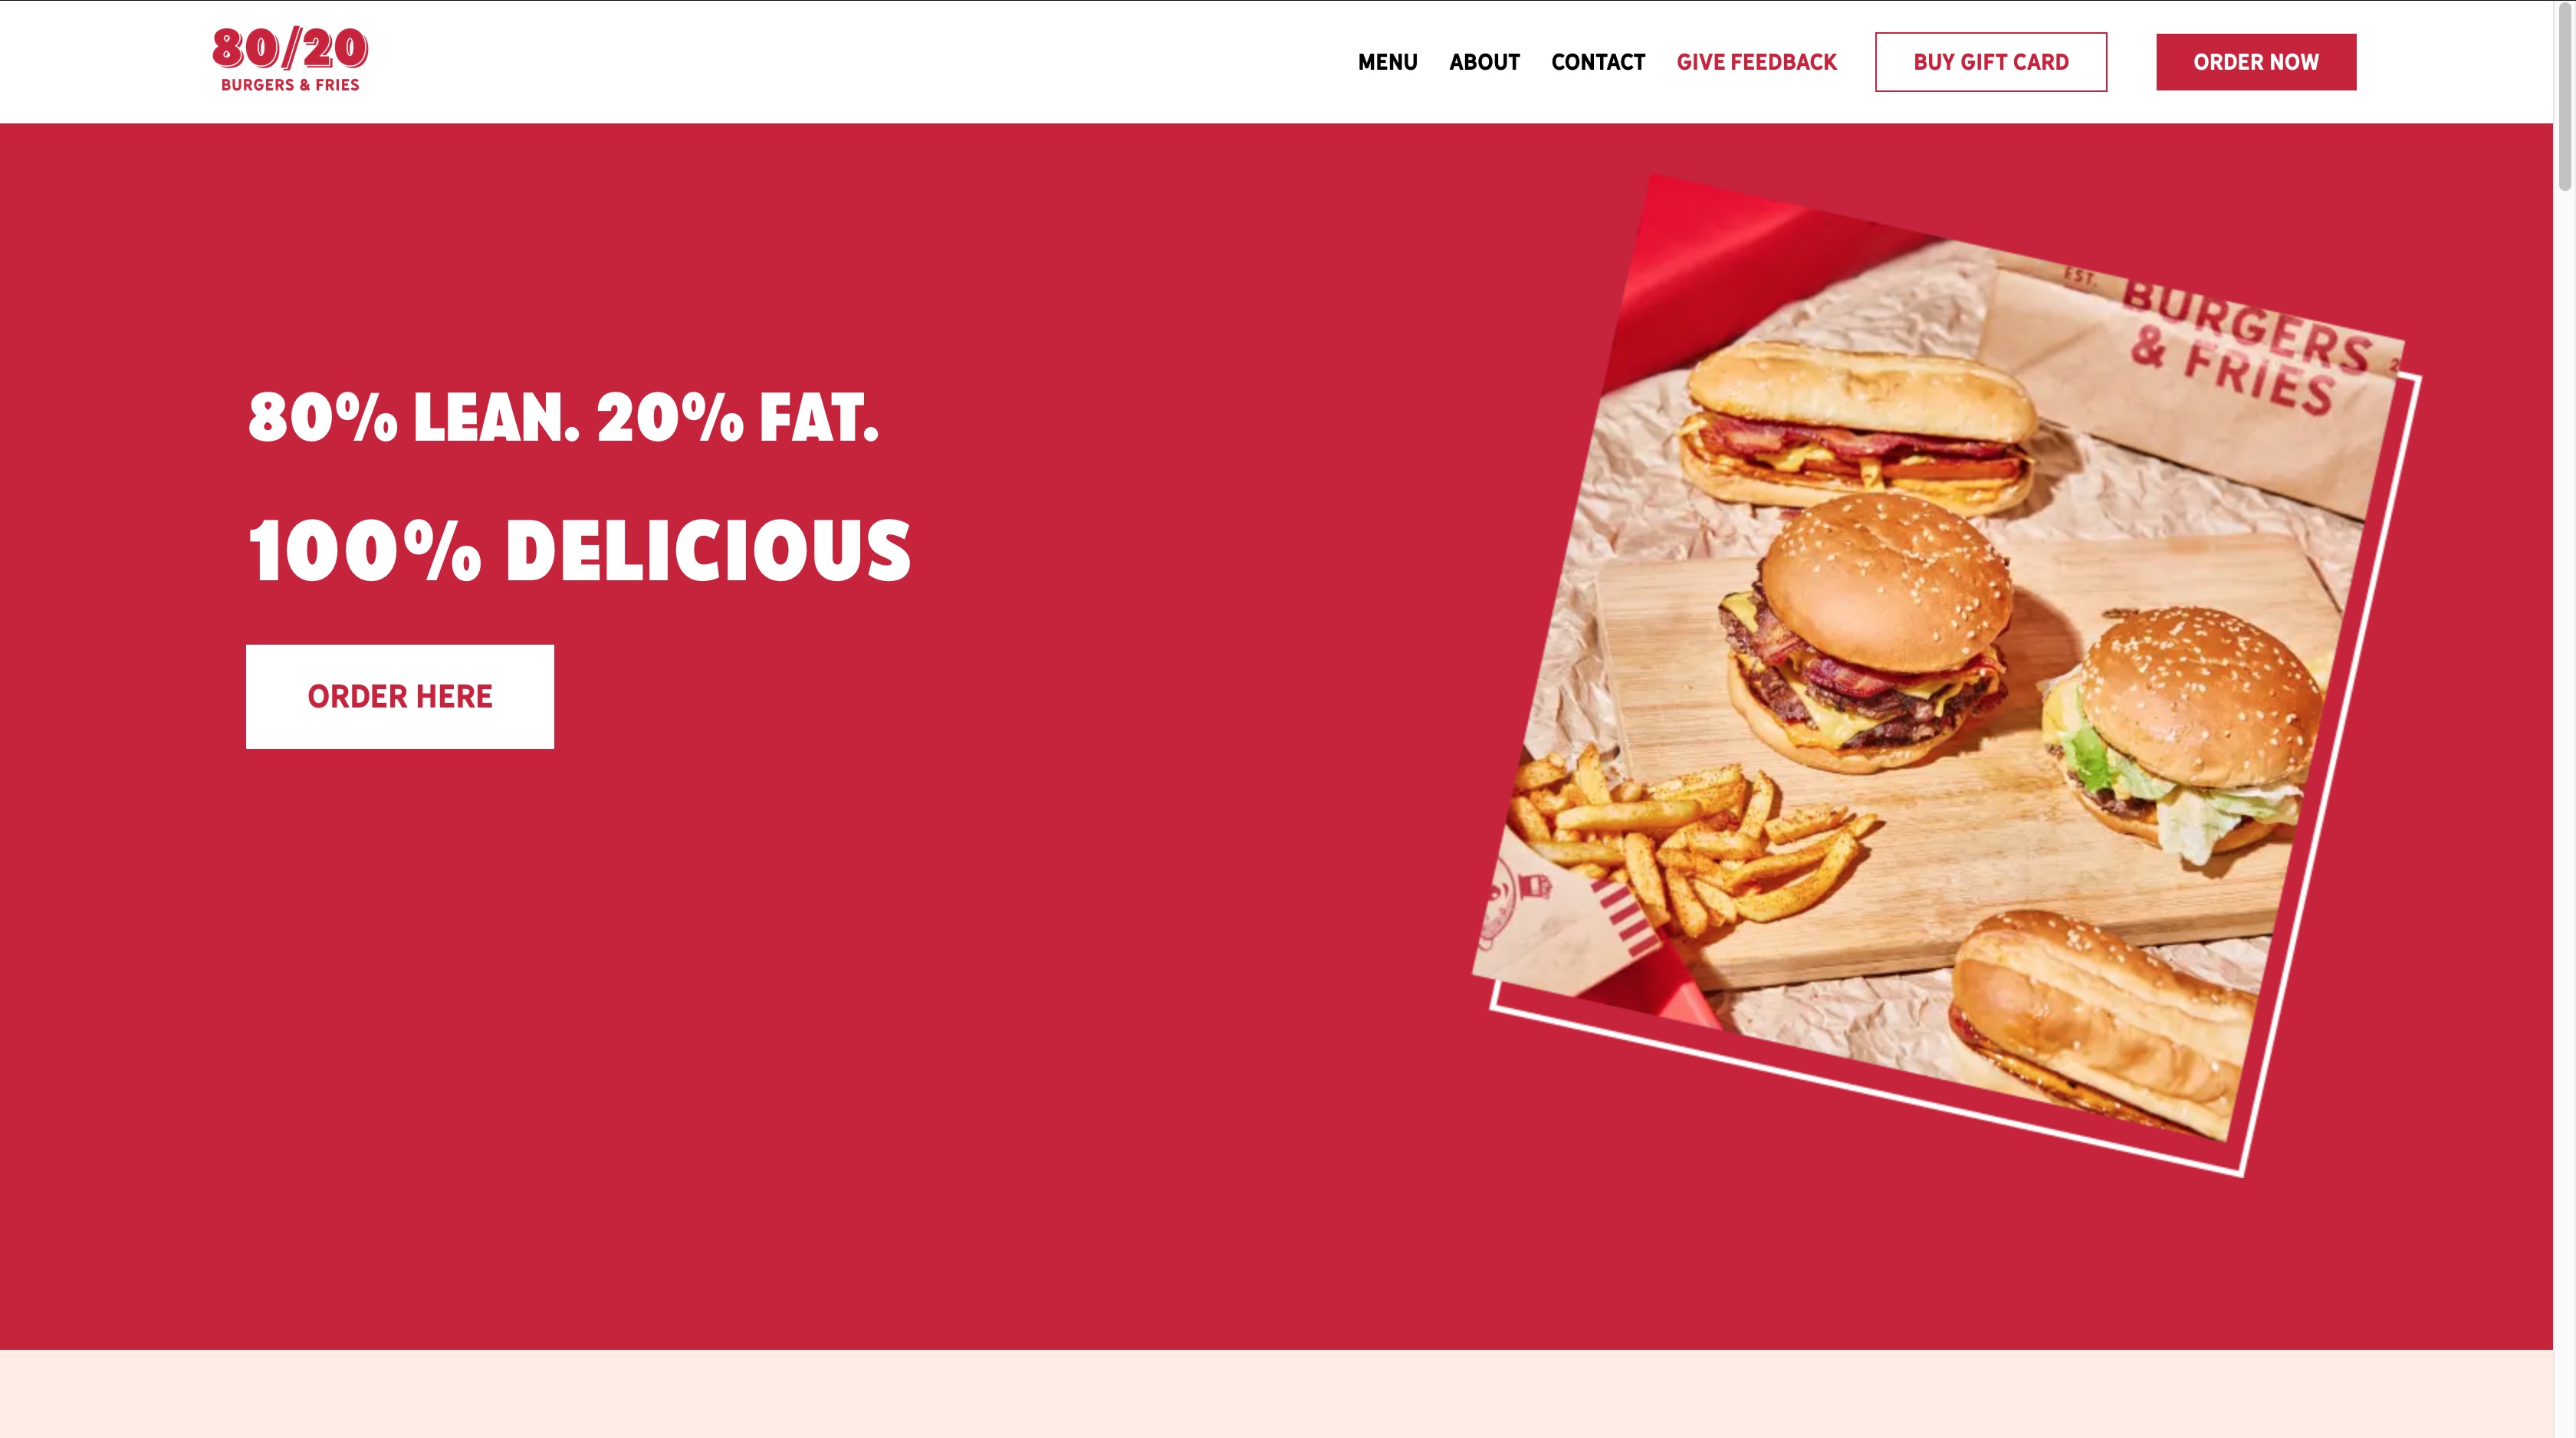 80/20
BURGERS & FRIES
MENU
ABOUT
CONTACT
GIVE FEEDBACK
BUY GIFT CARD
ORDER NOW
80% LEAN. 20% FAT.
100% DELICIOUS
ORDER HERE
EST.
BURGERS
& FRIES